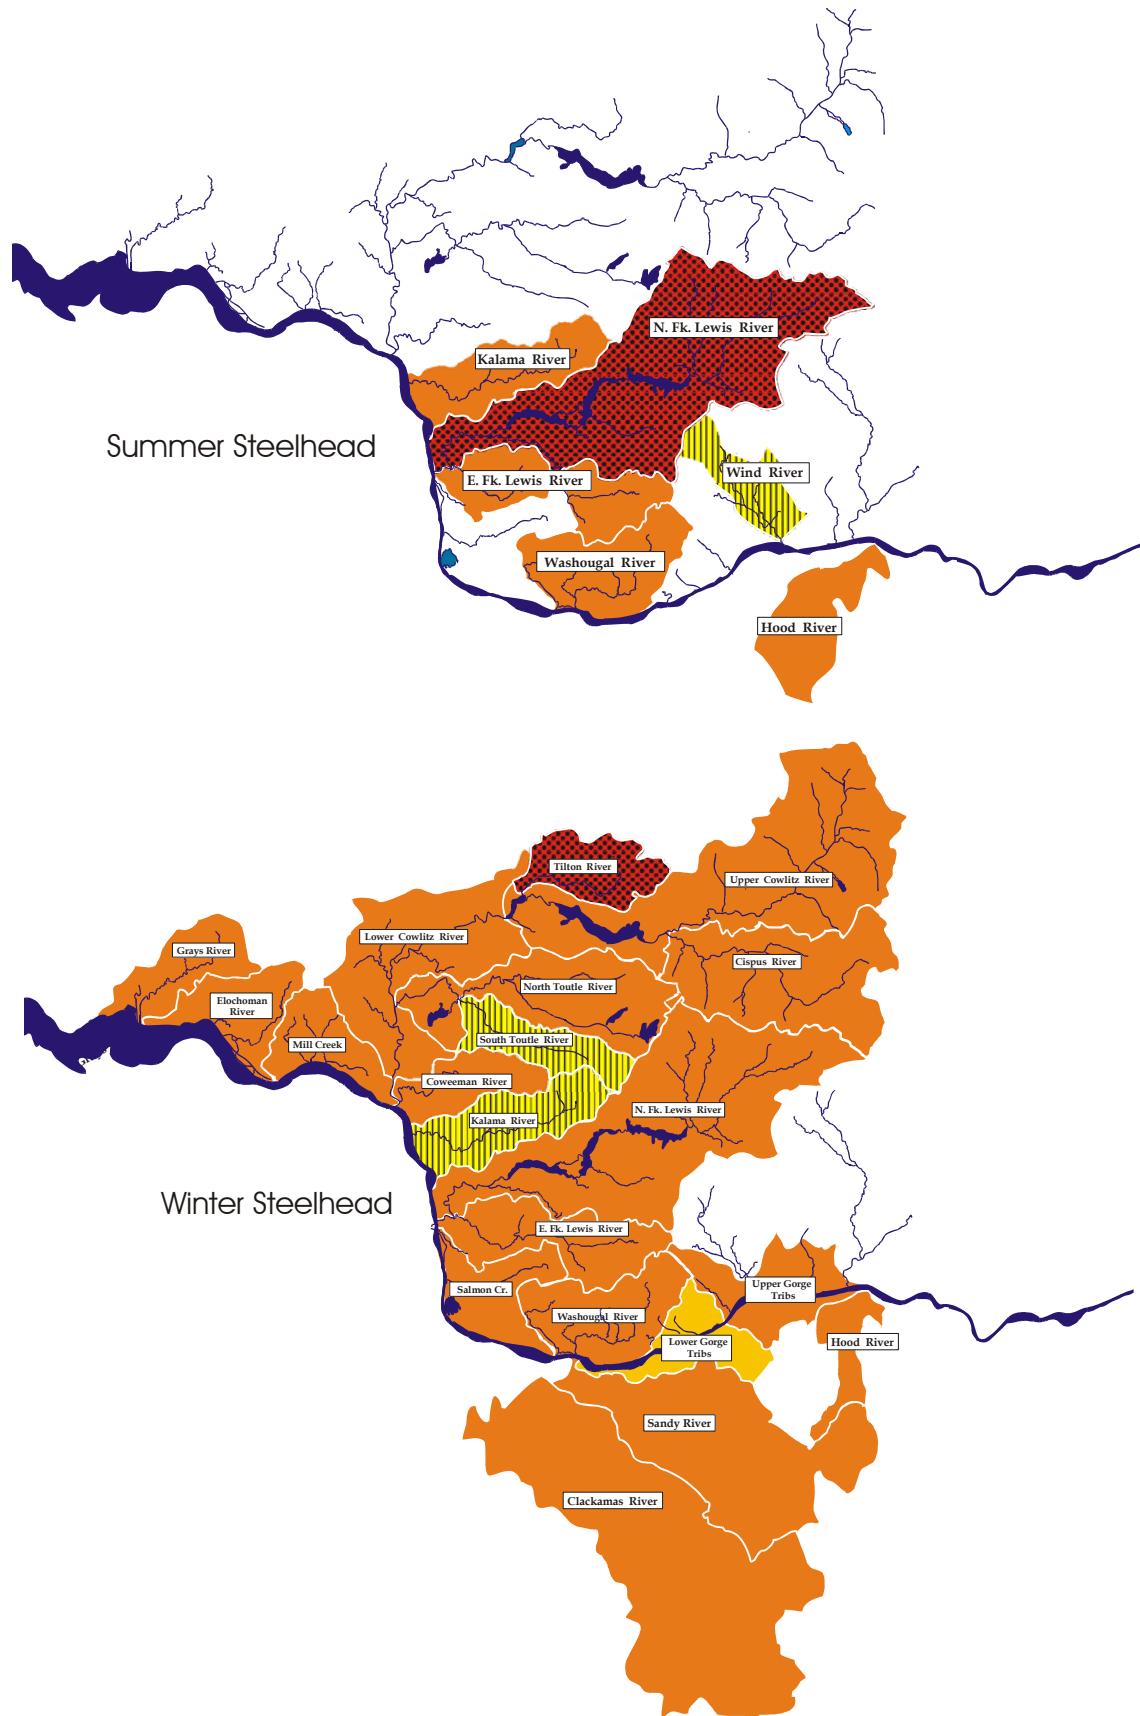 N. Fk. Lewis River
Kalama River
Summer Steelhead
Wind River
E. Fk. Lewis River
Washougal River
Hood River
Tilton River
Upper Cowlitz River
Lower Cowlitz River
Grays River
Cispus River
North Toutle River
Elochoman
River
South Toutle River
Mill Creek
Coweeman River
N. Fk. Lewis River
Kalama River
Winter Steelhead
E. Fk. Lewis River
Upper Gorge
Tribs
Salmon Cr.
Washougal River
Lower Gorge
Tribs
Hood River
Sandy River
Clackamas River